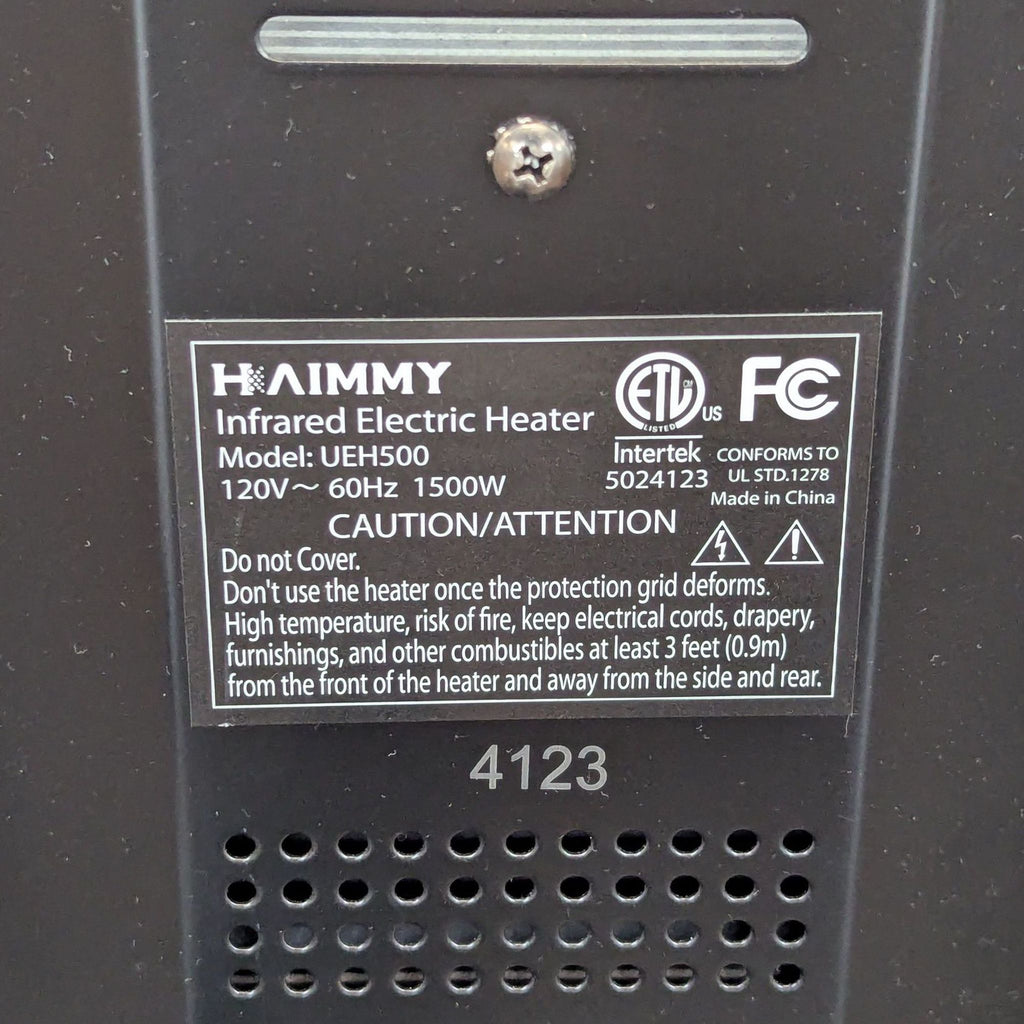 HAIMMY
Infrared Electric Heater
Model: UEH500
120V～ 60Hz 1500W
ETL CM
LISTED
US
Intertek
5024123
FC
CONFORMS TO
UL STD.1278
Made in China
CAUTION/ATTENTION
Do not Cover.
Don't use the heater once the protection grid deforms.
High temperature, risk of fire, keep electrical cords, drapery,
furnishings, and other combustibles at least 3 feet (0.9m)
from the front of the heater and away from the side and rear.
4123